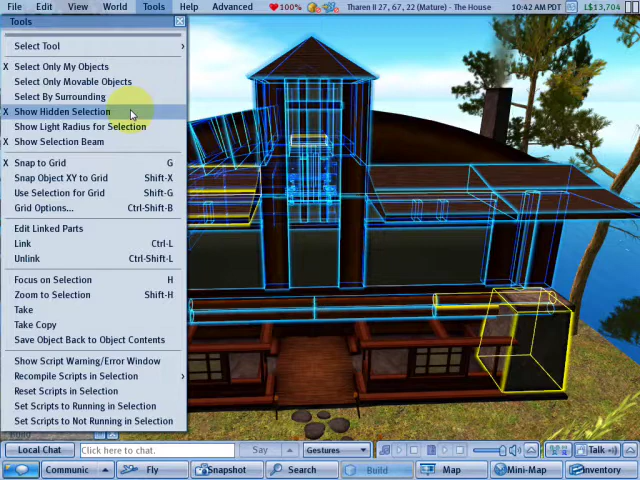 File Edit View World Tools Help Advanced 100% Tharen II 27, 67, 22 (Mature) - The House 10:42 AM PDT L$13,704
Tools
Select Tool
X Select Only My Objects
Select Only Movable Objects
Select By Surrounding
X Show Hidden Selection
Show Light Radius for Selection
X Show Selection Beam
X Snap to Grid G
Snap Object XY to Grid Shift-X
Use Selection for Grid Shift-G
Grid Options... Ctrl-Shift-B
Edit Linked Parts
Link Ctrl-L
Unlink Ctrl-Shift-L
Focus on Selection H
Zoom to Selection Shift-H
Take
Take Copy
Save Object Back to Object Contents
Show Script Warning/Error Window
Recompile Scripts in Selection
Reset Scripts in Selection
Set Scripts to Running in Selection
Set Scripts to Not Running in Selection
Local Chat Click here to chat. Say Gestures Talk
Communic Fly Snapshot Search Build Map Mini-Map Inventory